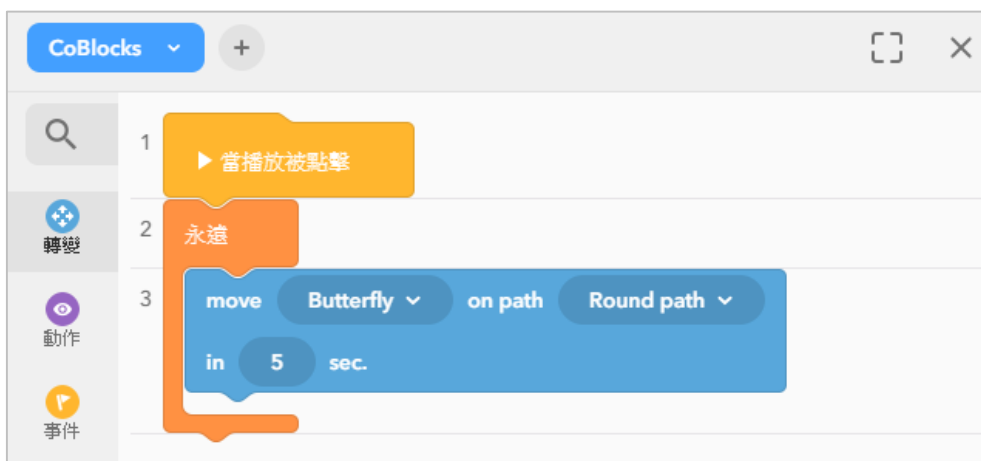 CoBlocks
+
1
當播放被點擊
轉變
2
永遠
3
move Butterfly on path Round path
動作
in 5 sec.
事件